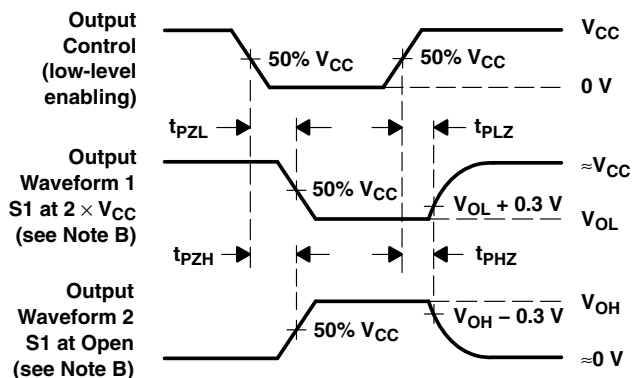 Output
Control
(low-level
enabling)
50% VCC
50% VCC
VCC
0 V
tPZL
tPLZ
Output
Waveform 1
S1 at 2 × VCC
(see Note B)
50% VCC
VOL + 0.3 V
≈VCC
VOL
tPZH
tPHZ
Output
Waveform 2
S1 at Open
(see Note B)
50% VCC
VOH − 0.3 V
VOH
≈0 V